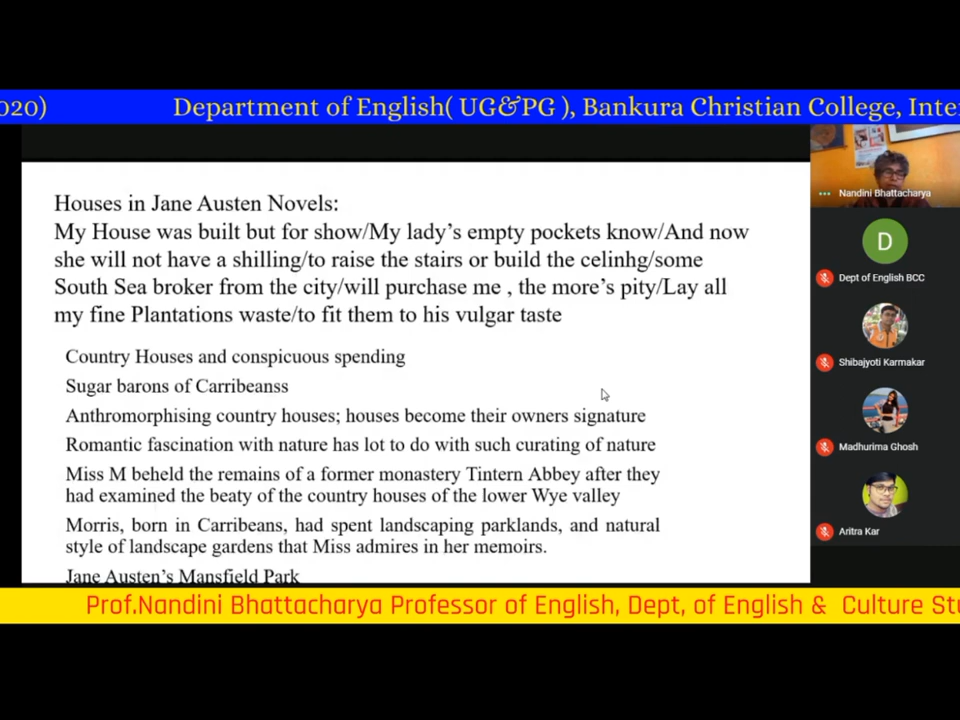 020) Department of English( UG&PG ), Bankura Christian College, Inte
Houses in Jane Austen Novels:
My House was built but for show/My lady's empty pockets know/And now
she will not have a shilling/to raise the stairs or build the celinhg/some
South Sea broker from the city/will purchase me , the more's pity/Lay all
my fine Plantations waste/to fit them to his vulgar taste
Country Houses and conspicuous spending
Sugar barons of Carribeanss
Anthromorphising country houses; houses become their owners signature
Romantic fascination with nature has lot to do with such curating of nature
Miss M beheld the remains of a former monastery Tintern Abbey after they
had examined the beaty of the country houses of the lower Wye valley
Morris, born in Carribeans, had spent landscaping parklands, and natural
style of landscape gardens that Miss admires in her memoirs.
Jane Austen's Mansfield Park
Nandini Bhattacharya
D
Dept of English BCC
Shibajyoti Karmakar
Madhurima Ghosh
Aritra Kar
Prof.Nandini Bhattacharya Professor of English, Dept, of English & Culture Stu